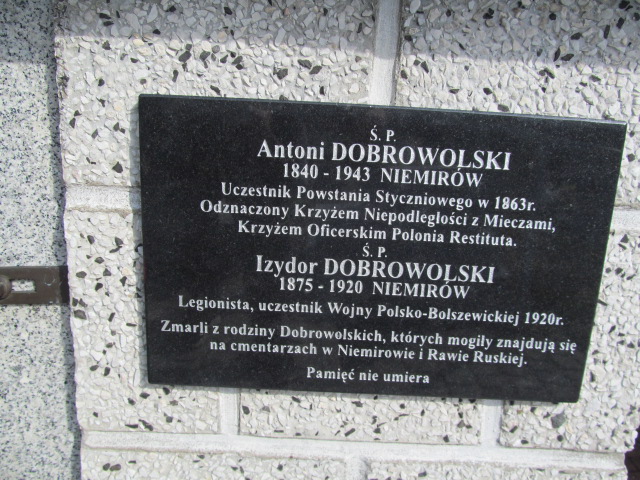 Ś. P.
Antoni DOBROWOLSKI
1840 - 1943 NIEMIRÓW
Uczestnik Powstania Styczniowego w 1863r.
Odznaczony Krzyżem Niepodległości z Mieczami,
Krzyżem Oficerskim Polonia Restituta.
Ś. P.
Izydor DOBROWOLSKI
1875 - 1920 NIEMIRÓW
Legionista, uczestnik Wojny Polsko-Bolszewickiej 1920r.
Zmarli z rodziny Dobrowolskich, których mogiły znajdują się
na cmentarzach w Niemirowie i Rawie Ruskiej.
Pamięć nie umiera